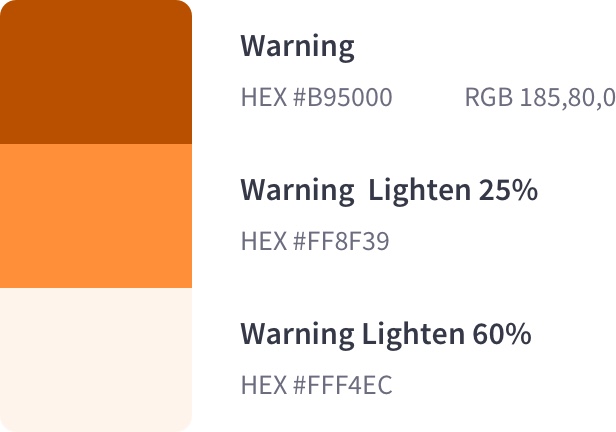 Warning
HEX #B95000 RGB 185,80,0
Warning  Lighten 25%
HEX #FF8F39
Warning Lighten 60%
HEX #FFF4EC